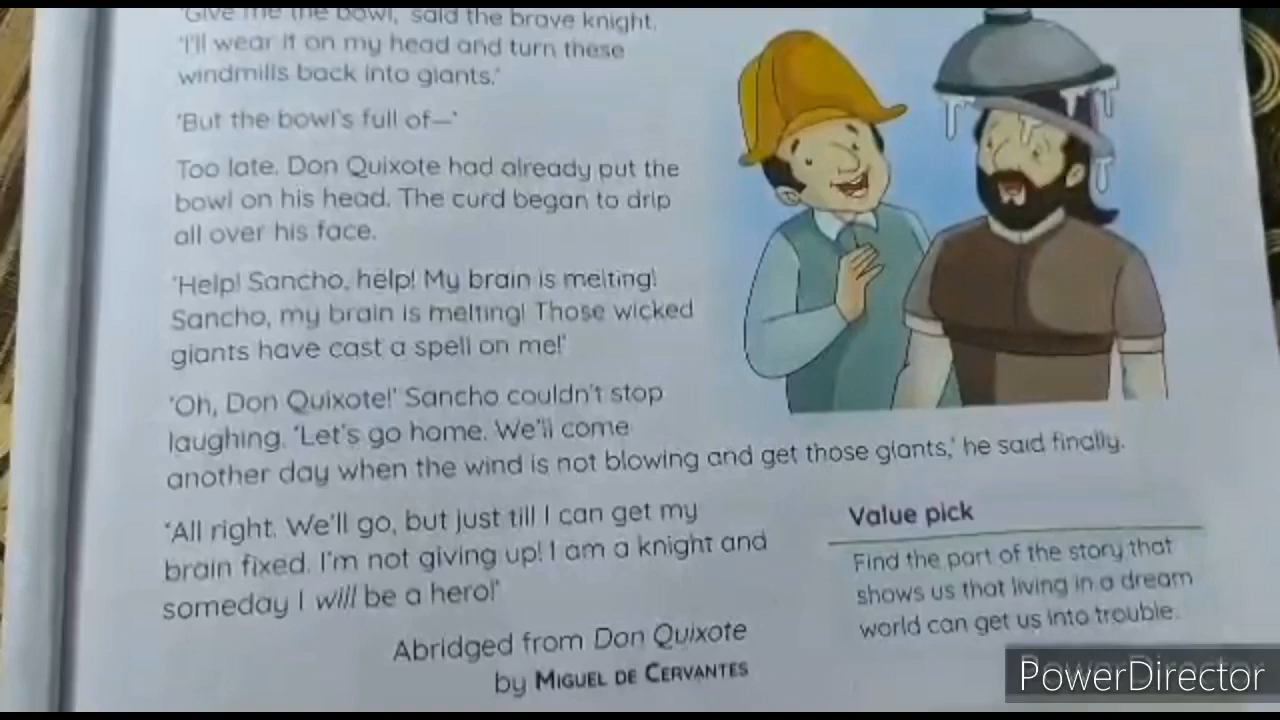 'Give me the bowl,' said the brave knight.
'I'll wear it on my head and turn these
windmills back into giants.'
'But the bowl's full of—'
Too late. Don Quixote had already put the
bowl on his head. The curd began to drip
all over his face.
'Help! Sancho, help! My brain is melting!
Sancho, my brain is melting! Those wicked
giants have cast a spell on me!'
'Oh, Don Quixote!' Sancho couldn't stop
laughing. 'Let's go home. We'll come
another day when the wind is not blowing and get those giants,' he said finally.
'All right. We'll go, but just till I can get my
brain fixed. I'm not giving up! I am a knight and
someday I will be a hero!'
Abridged from Don Quixote
by MIGUEL DE CERVANTES
Value pick
Find the part of the story that
shows us that living in a dream
world can get us into trouble.
PowerDirector